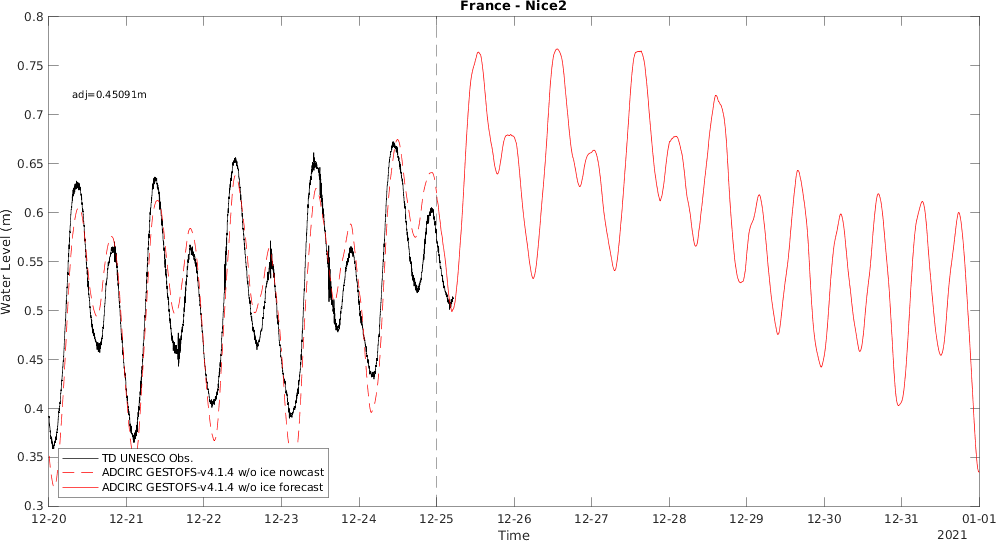 France - Nice2
0.8
0.75
0.7
0.65
0.6
0.55
0.5
0.45
0.4
0.35
0.3
Water Level (m)
adj=0.45091m
TD UNESCO Obs.
ADCIRC GESTOFS-v4.1.4 w/o ice nowcast
ADCIRC GESTOFS-v4.1.4 w/o ice forecast
12-20 12-21 12-22 12-23 12-24 12-25 12-26 12-27 12-28 12-29 12-30 12-31 01-01
Time
2021